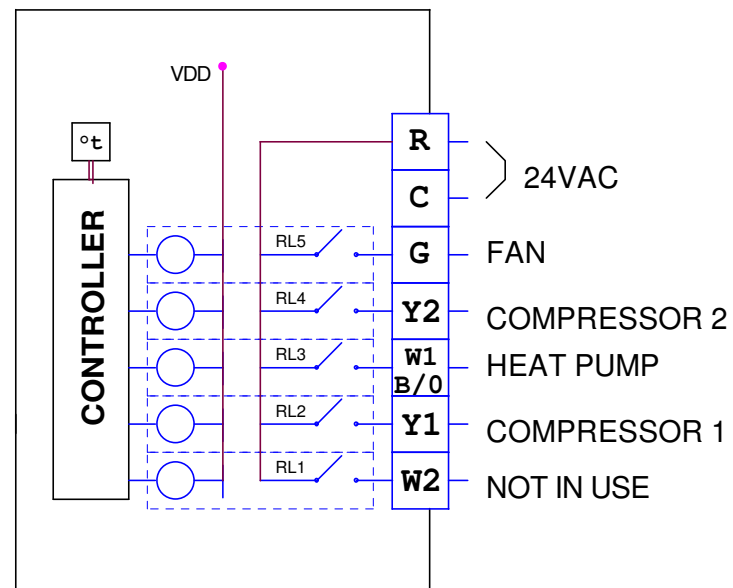 VDD
°t
CONTROLLER
R
C
24VAC
RL5
G
FAN
RL4
Y2
COMPRESSOR 2
RL3
W1
B/0
HEAT PUMP
RL2
Y1
COMPRESSOR 1
RL1
W2
NOT IN USE